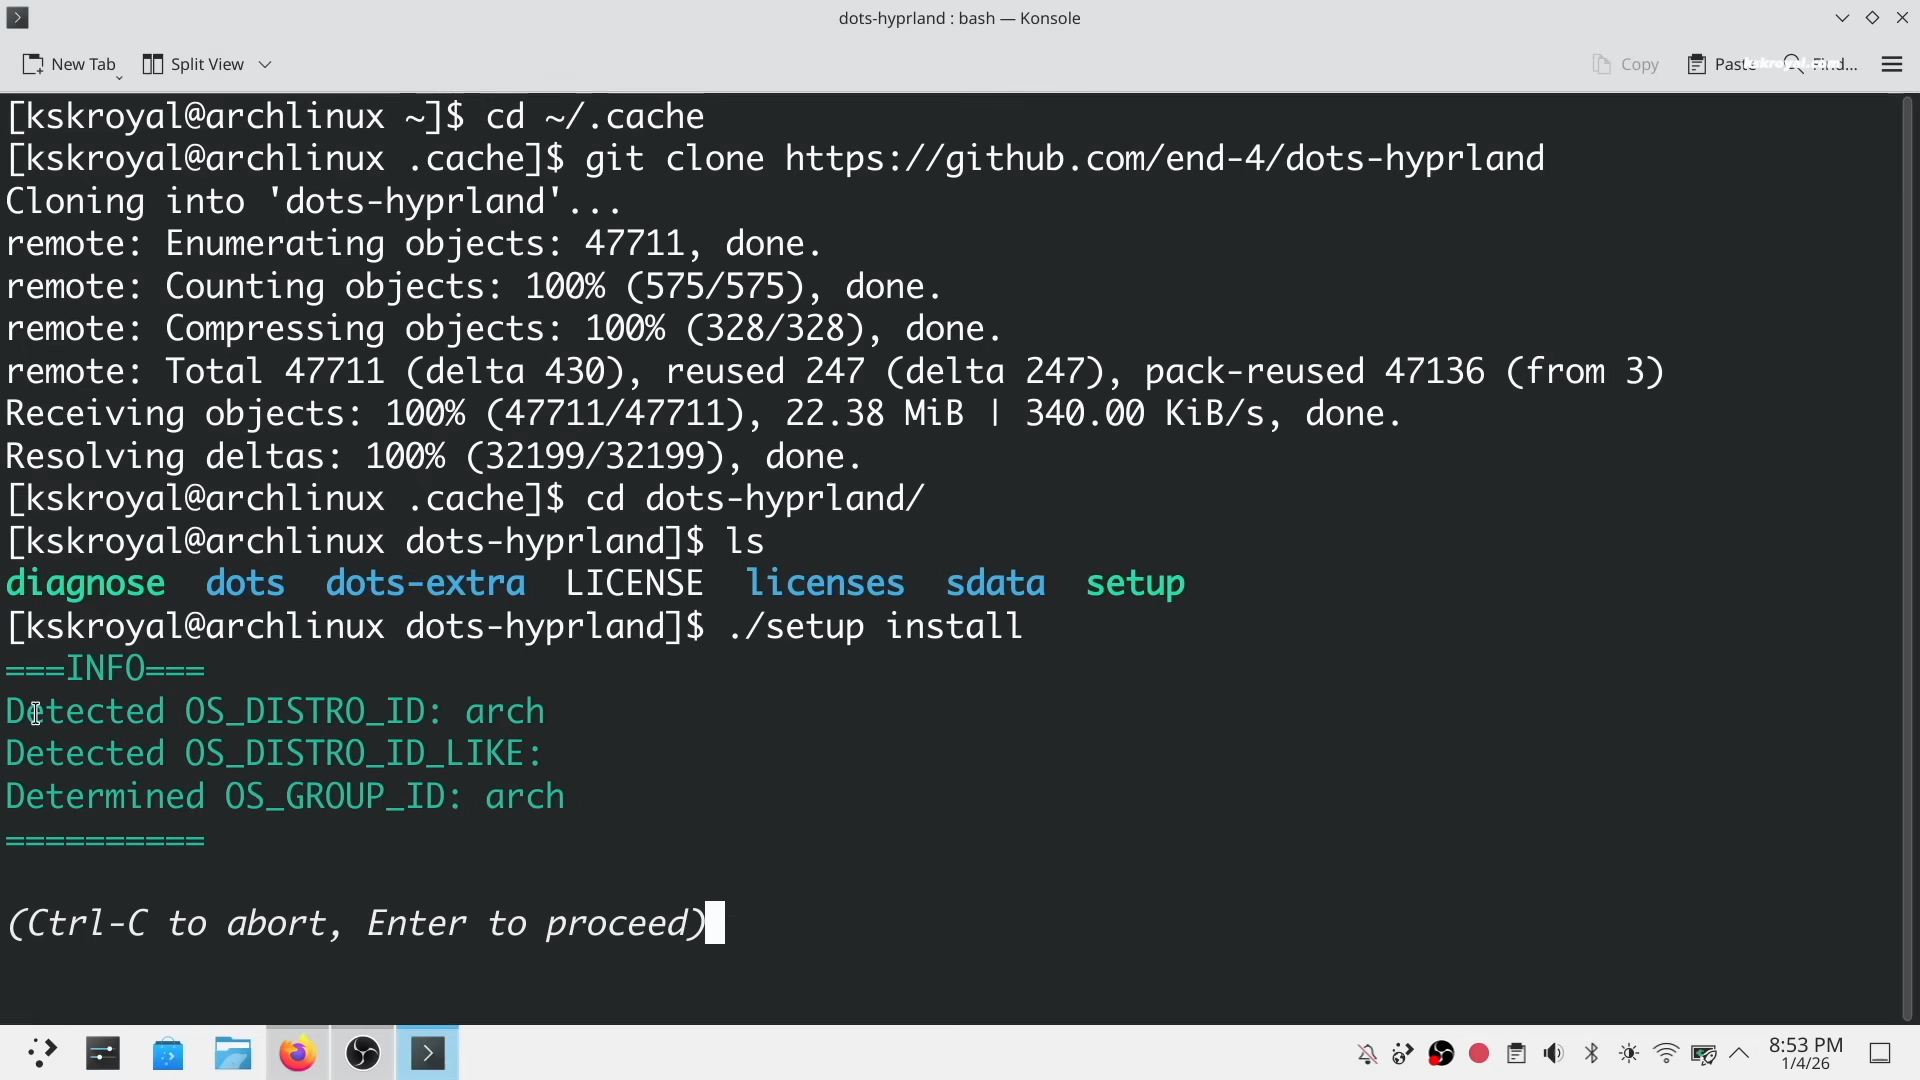 dots-hyprland : bash — Konsole
New Tab
Split View
Copy
Paste
Find...
kskroyal.com
[kskroyal@archlinux ~]$ cd ~/.cache
[kskroyal@archlinux .cache]$ git clone https://github.com/end-4/dots-hyprland
Cloning into 'dots-hyprland'...
remote: Enumerating objects: 47711, done.
remote: Counting objects: 100% (575/575), done.
remote: Compressing objects: 100% (328/328), done.
remote: Total 47711 (delta 430), reused 247 (delta 247), pack-reused 47136 (from 3)
Receiving objects: 100% (47711/47711), 22.38 MiB | 340.00 KiB/s, done.
Resolving deltas: 100% (32199/32199), done.
[kskroyal@archlinux .cache]$ cd dots-hyprland/
[kskroyal@archlinux dots-hyprland]$ ls
diagnose  dots  dots-extra  LICENSE  licenses  sdata  setup
[kskroyal@archlinux dots-hyprland]$ ./setup install
===INFO===
Detected OS_DISTRO_ID: arch
Detected OS_DISTRO_ID_LIKE:
Determined OS_GROUP_ID: arch
==========
(Ctrl-C to abort, Enter to proceed)
8:53 PM
1/4/26